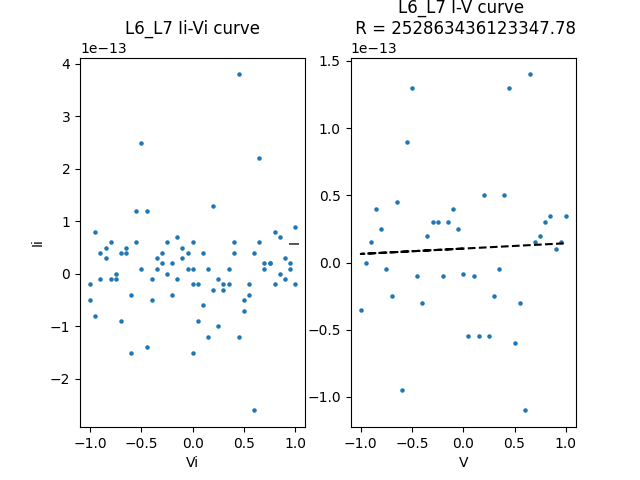 L6_L7 Ii-Vi curve
1e−13
4
3
2
1
0
−1
−2
−1.0 −0.5 0.0 0.5 1.0
Vi
Ii
L6_L7 I-V curve
R = 252863436123347.78
1e−13
1.5
1.0
0.5
0.0
−0.5
−1.0
−1.0 −0.5 0.0 0.5 1.0
V
I